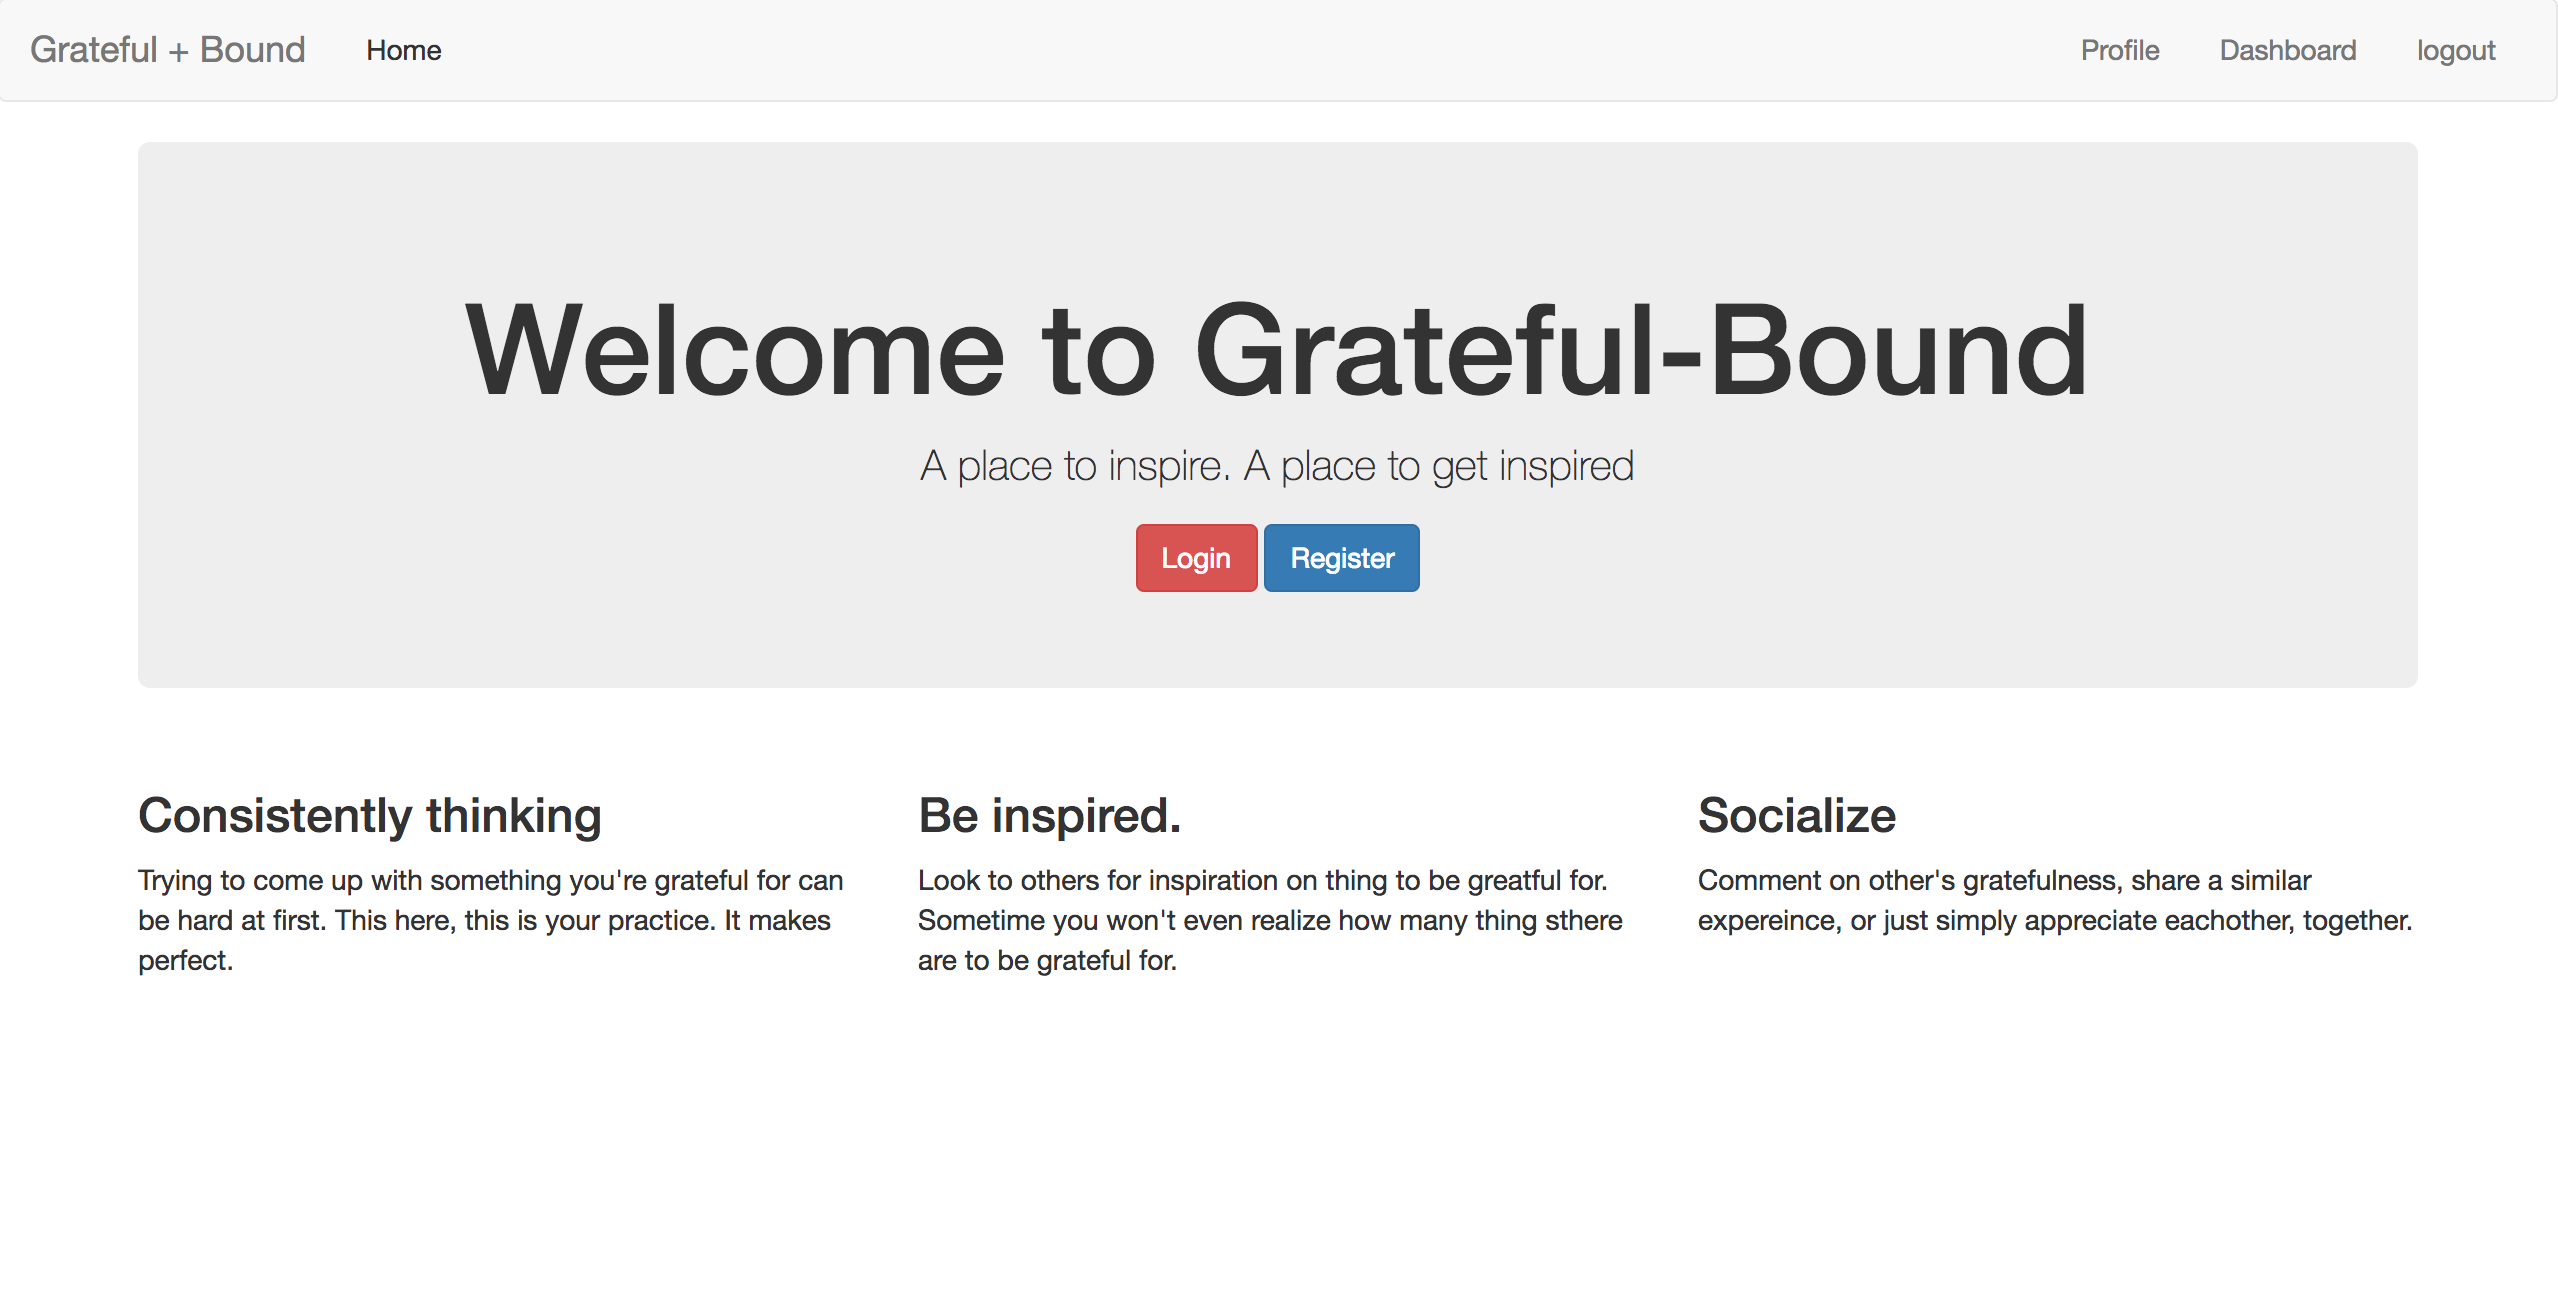 Grateful + Bound Home Profile Dashboard logout
Welcome to Grateful-Bound
A place to inspire. A place to get inspired
Login Register
Consistently thinking
Trying to come up with something you're grateful for can
be hard at first. This here, this is your practice. It makes
perfect.
Be inspired.
Look to others for inspiration on thing to be greatful for.
Sometime you won't even realize how many thing sthere
are to be grateful for.
Socialize
Comment on other's gratefulness, share a similar
expereince, or just simply appreciate eachother, together.